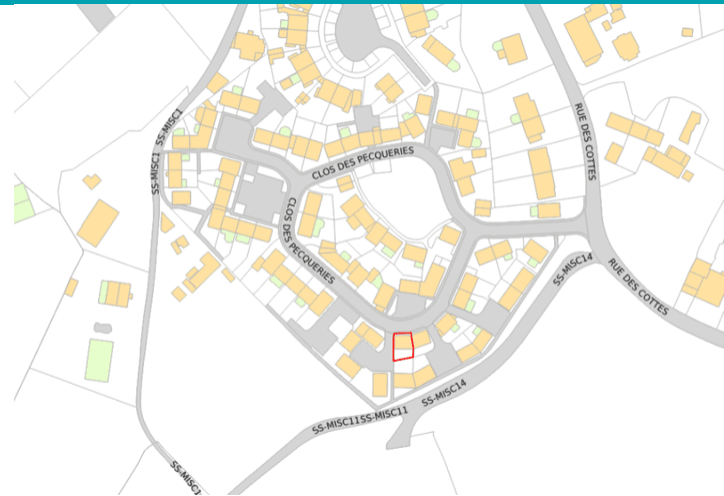 SS-MISC1
SS-MISC1
RUE DES COTTES
CLOS DES PECQUERIES
CLOS DES PECQUERIES
SS-MISC14
RUE DES COTTES
SS-MISC14
SS-MISC11SS-MISC11
SS-MISC1